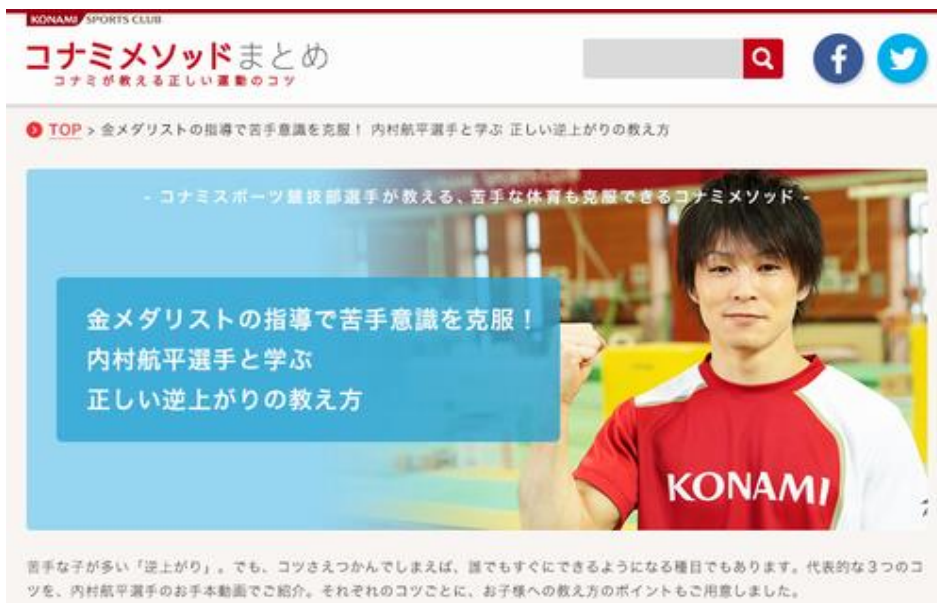 KONAMI SPORTS CLUB
コナミメソッドまとめ
コナミが教える正しい運動のコツ
TOP > 金メダリストの指導で苦手意識を克服！ 内村航平選手と学ぶ 正しい逆上がりの教え方
- コナミスポーツ競技部選手が教える、苦手な体育も克服できるコナミメソッド -
金メダリストの指導で苦手意識を克服！
内村航平選手と学ぶ
正しい逆上がりの教え方
KONAMI
苦手な子が多い「逆上がり」。でも、コツさえつかんでしまえば、誰でもすぐにできるようになる種目でもあります。代表的な３つのコ
ツを、内村航平選手のお手本動画でご紹介。それぞれのコツごとに、お子様への教え方のポイントもご用意しました。